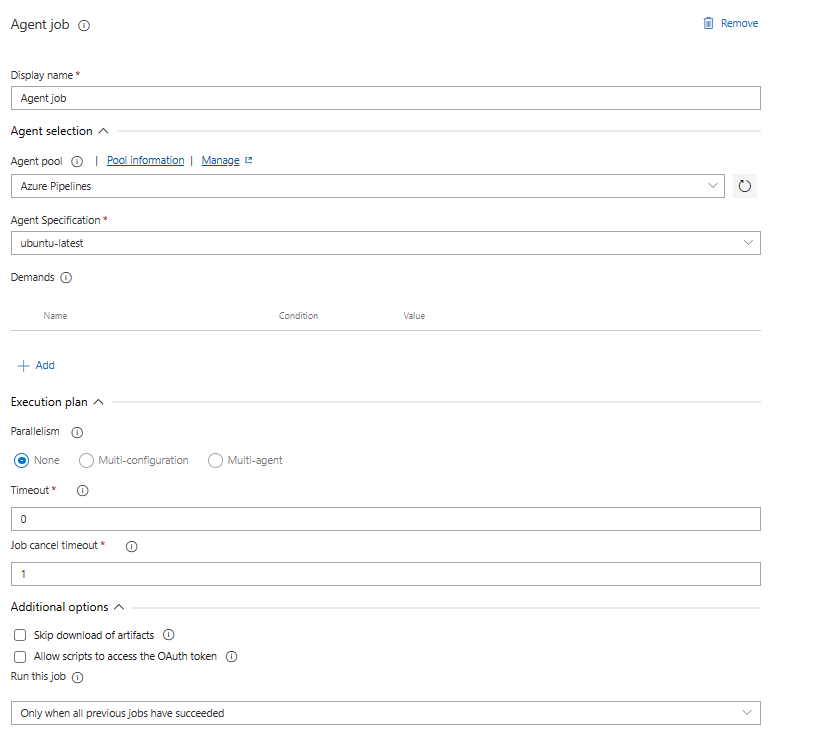 Agent job
Remove
Display name *
Agent job
Agent selection
Agent pool | Pool information | Manage
Azure Pipelines
Agent Specification *
ubuntu-latest
Demands
Name Condition Value
+ Add
Execution plan
Parallelism
None Multi-configuration Multi-agent
Timeout *
0
Job cancel timeout *
1
Additional options
Skip download of artifacts
Allow scripts to access the OAuth token
Run this job
Only when all previous jobs have succeeded